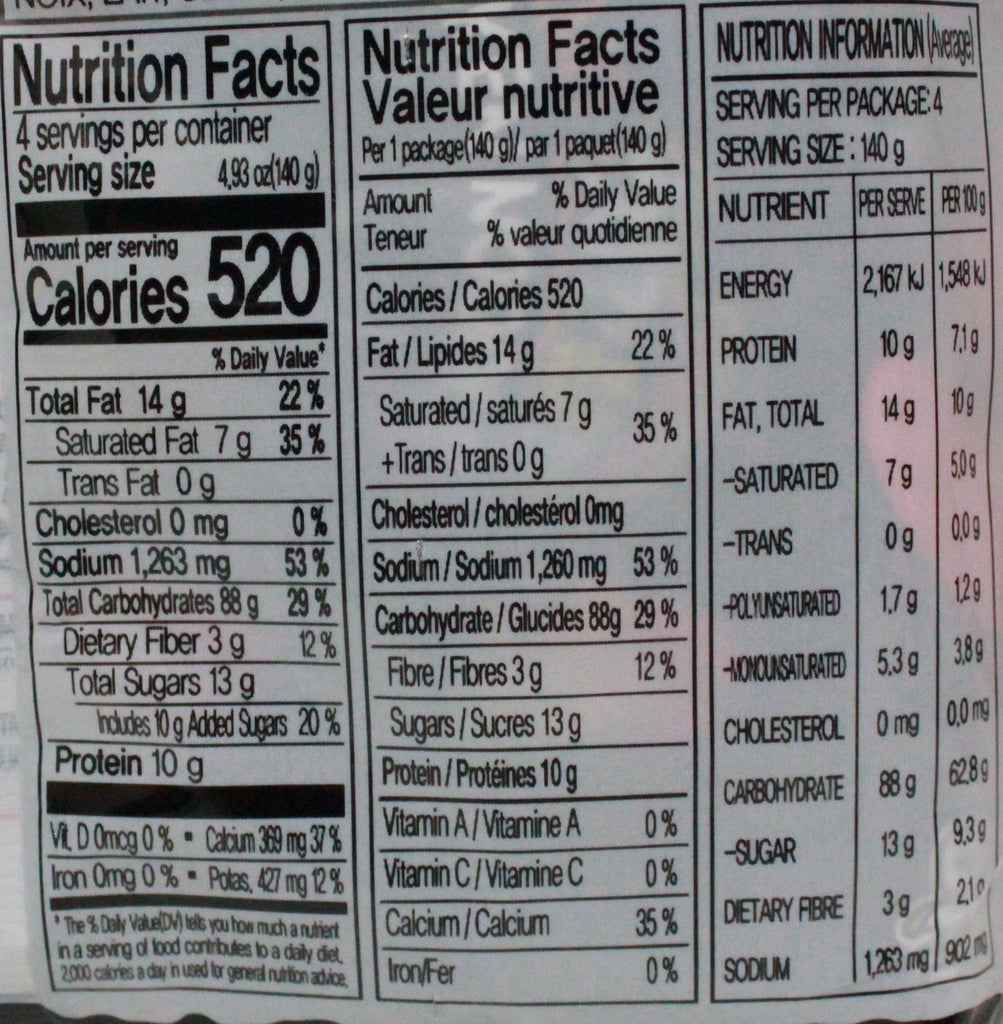 Nutrition Facts
4 servings per container
Serving size 4,93 oz(140 g)
Amount per serving
Calories 520
% Daily Value*
Total Fat 14 g 22 %
Saturated Fat 7 g 35 %
Trans Fat 0 g
Cholesterol 0 mg 0 %
Sodium 1,263 mg 53 %
Total Carbohydrates 88 g 29 %
Dietary Fiber 3 g 12 %
Total Sugars 13 g
Includes 10 g Added Sugars 20 %
Protein 10 g
Vit. D 0mcg 0 % ▪ Calcium 369 mg 37 %
Iron 0mg 0 % ▪ Potas. 427 mg 12 %
* The % Daily Value(DV) tells you how much a nutrient
in a serving of food contributes to a daily diet.
2,000 calories a day in used for general nutrition advice.
Nutrition Facts
Valeur nutritive
Per 1 package(140 g)/ par 1 paquet(140 g)
Amount % Daily Value
Teneur % valeur quotidienne
Calories / Calories 520
Fat / Lipides 14 g 22 %
Saturated / saturés 7 g
+Trans / trans 0 g 35 %
Cholesterol / cholestérol 0mg
Sodium / Sodium 1,260 mg 53 %
Carbohydrate / Glucides 88g 29 %
Fibre / Fibres 3 g 12 %
Sugars / Sucres 13 g
Protein / Protéines 10 g
Vitamin A / Vitamine A 0 %
Vitamin C / Vitamine C 0 %
Calcium / Calcium 35 %
Iron/Fer 0 %
NUTRITION INFORMATION (Average)
SERVING PER PACKAGE: 4
SERVING SIZE : 140 g
NUTRIENT PER SERVE PER 100 g
ENERGY 2,167 kJ 1,548 kJ
PROTEIN 10 g 7.1 g
FAT, TOTAL 14 g 10 g
-SATURATED 7 g 5,0 g
-TRANS 0 g 0,0 g
-POLYUNSATURATED 1,7 g 1,2 g
-MONOUNSATURATED 5,3 g 3,8 g
CHOLESTEROL 0 mg 0,0 mg
CARBOHYDRATE 88 g 62,8 g
-SUGAR 13 g 9,3 g
DIETARY FIBRE 3 g 2,1 g
SODIUM 1,263 mg 902 mg